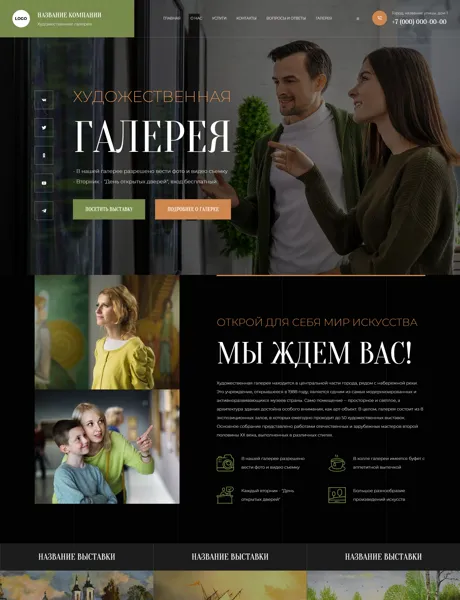 LOGO
НАЗВАНИЕ КОМПАНИИ
Художественная галерея
ГЛАВНАЯ О НАС УСЛУГИ КОНТАКТЫ ВОПРОСЫ И ОТВЕТЫ ГАЛЕРЕЯ
Город, название улицы, дом 1
+7 (000) 000-00-00
ХУДОЖЕСТВЕННАЯ
ГАЛЕРЕЯ
- В нашей галерее разрешено вести фото и видео съемку
- Вторник - "День открытых дверей", вход бесплатный
ПОСЕТИТЬ ВЫСТАВКУ
ПОДРОБНЕЕ О ГАЛЕРЕЕ
ОТКРОЙ ДЛЯ СЕБЯ МИР ИСКУССТВА
МЫ ЖДЕМ ВАС!
Художественная галерея находится в центральной части города, рядом с набережной реки.
Это учреждение, открывшееся в 1998 году, является одним из самых модернизированных и
активноразвивающихся музеев страны. Само помещение – просторное и светлое, а
архитектура здания достойна особого внимания, как арт объект. В целом, галерея состоит из 8
экспозиционных залов, в которых ежегодно проходит до 50 художественных выставок.
Основное собрание представлено работами отечественных и зарубежных мастеров второй
половины XX века, выполненных в различных стилях.
В нашей галерее разрешено
вести фото и видео съемку
В холле галереи имеется буфет с
аппетитной выпечкой
Каждый вторник - "День
открытых дверей"
Большое разнообразие
произведений искусств
НАЗВАНИЕ ВЫСТАВКИ
НАЗВАНИЕ ВЫСТАВКИ
НАЗВАНИЕ ВЫСТАВКИ